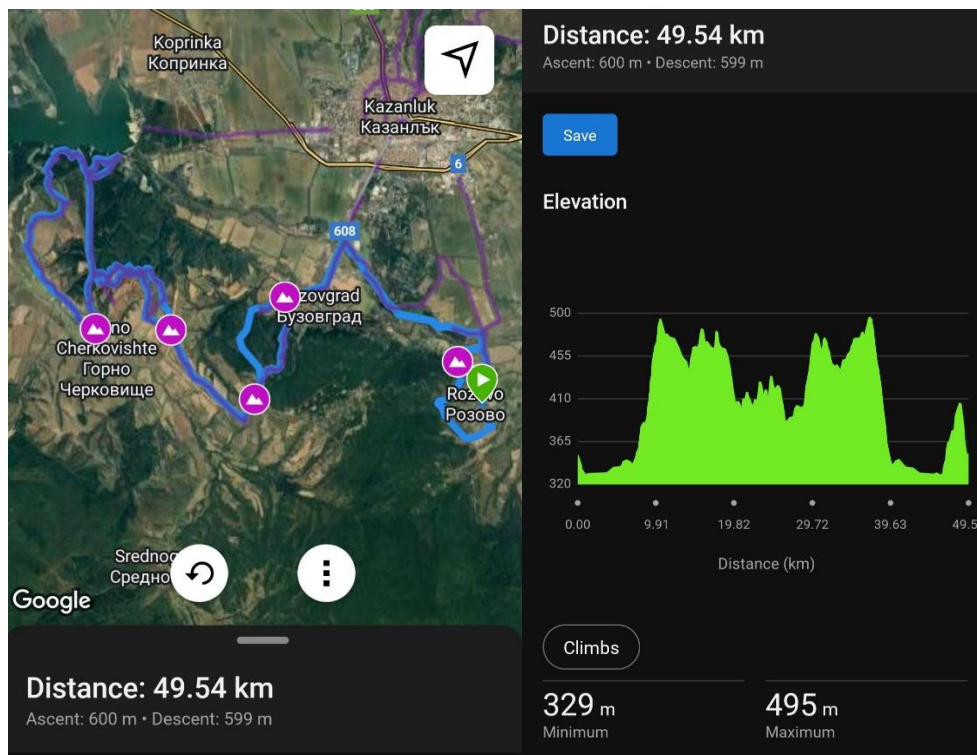 Koprinka
Копринка
Kazanluk
Казанлък
6
608
zovgrad
Бузовград
no
Cherkovishte
Горно
Черковище
Roz vo
Розово
Srednog
Средно
Google
Distance: 49.54 km
Ascent: 600 m • Descent: 599 m
Distance: 49.54 km
Ascent: 600 m • Descent: 599 m
Save
Elevation
500
455
410
365
320
0.00 9.91 19.82 29.72 39.63 49.5
Distance (km)
Climbs
329 m 495 m
Minimum Maximum